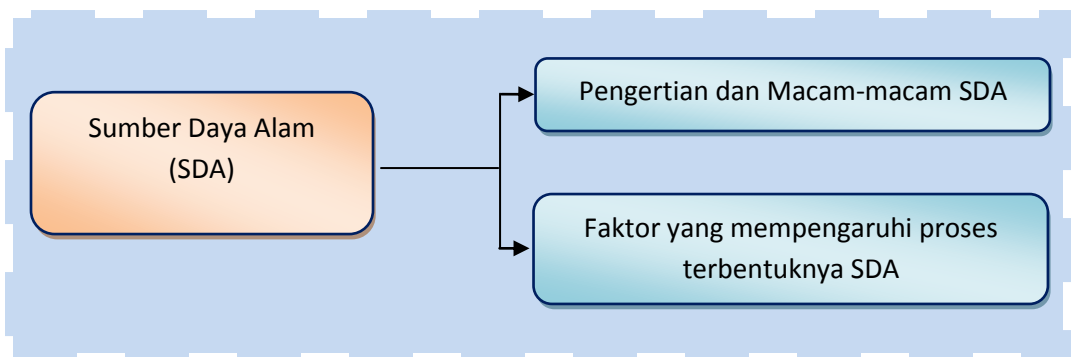 Sumber Daya Alam
(SDA)
Pengertian dan Macam-macam SDA
Faktor yang mempengaruhi proses
terbentuknya SDA